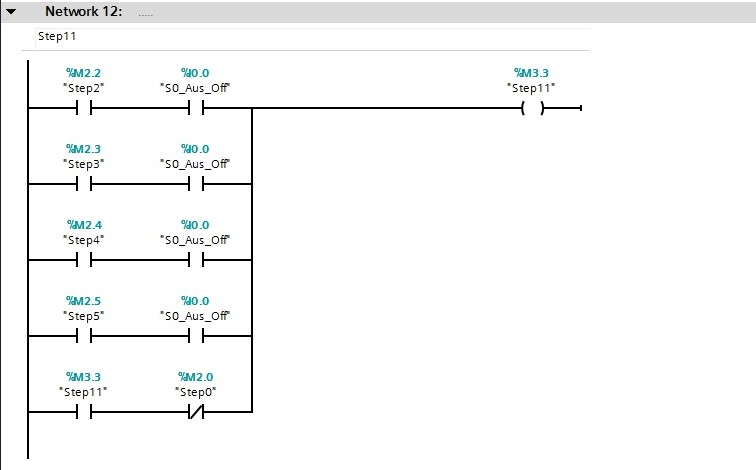 Network 12: .....
Step11
%M2.2 %I0.0 %M3.3
"Step2" "S0_Aus_Off" "Step11"
%M2.3 %I0.0
"Step3" "S0_Aus_Off"
%M2.4 %I0.0
"Step4" "S0_Aus_Off"
%M2.5 %I0.0
"Step5" "S0_Aus_Off"
%M3.3 %M2.0
"Step11" "Step0"